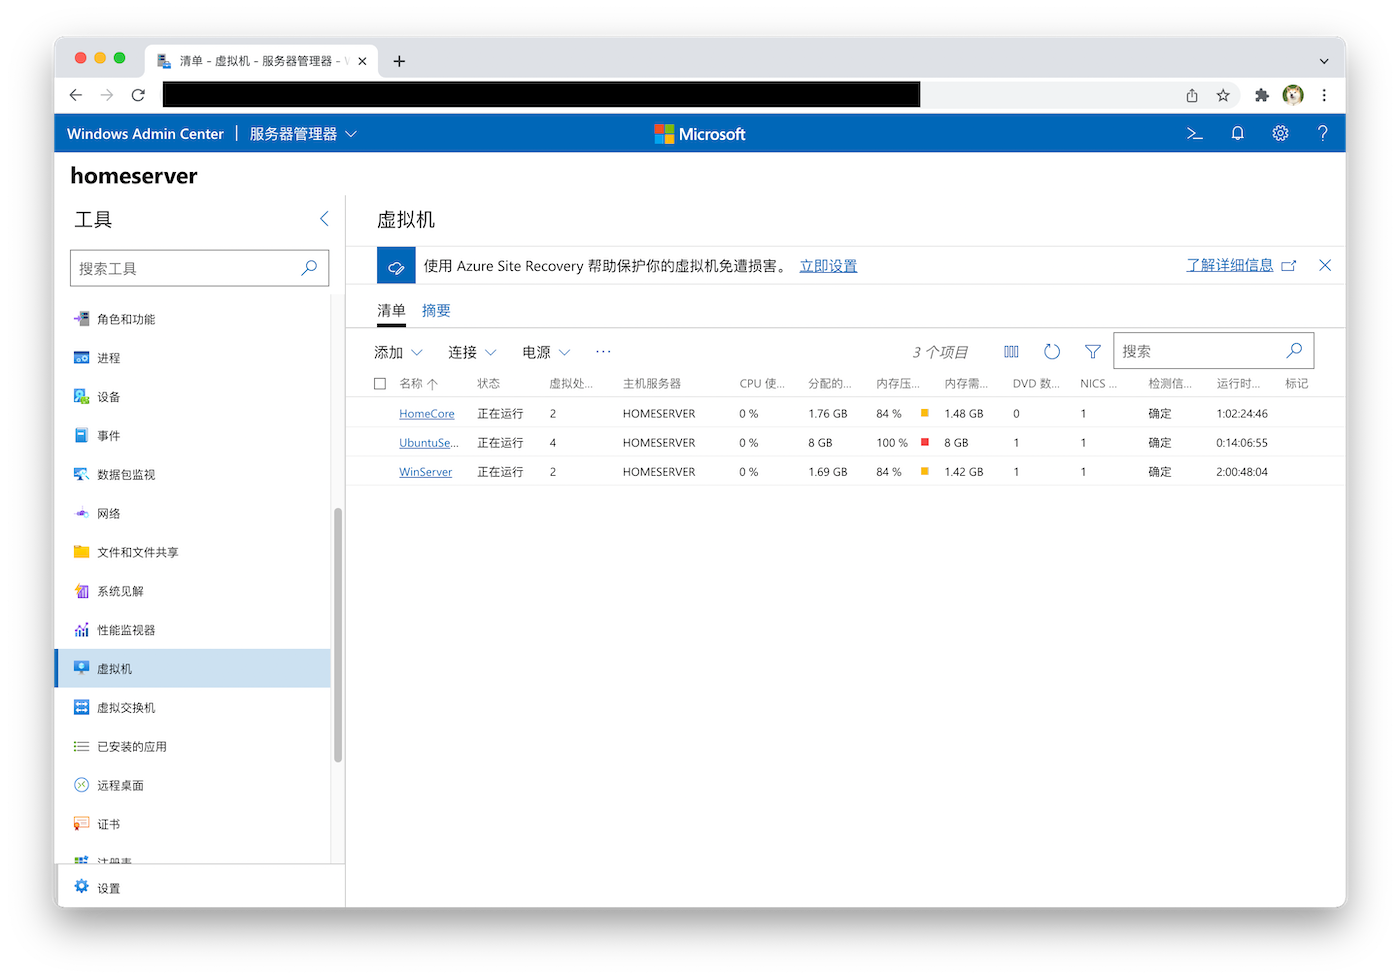 清单 - 虚拟机 - 服务器管理器 -
Windows Admin Center | 服务器管理器
Microsoft
homeserver
工具
搜索工具
角色和功能
进程
设备
事件
数据包监视
网络
文件和文件共享
系统见解
性能监视器
虚拟机
虚拟交换机
已安装的应用
远程桌面
证书
注册表
设置
虚拟机
使用 Azure Site Recovery 帮助保护你的虚拟机免遭损害。 立即设置 了解详细信息
清单 摘要
添加 连接 电源 ··· 3 个项目 搜索
名称 ↑ 状态 虚拟处... 主机服务器 CPU 使... 分配的... 内存压... 内存需... DVD 数... NICS ... 检测信... 运行时... 标记
HomeCore 正在运行 2 HOMESERVER 0 % 1.76 GB 84 % 1.48 GB 0 1 确定 1:02:24:46
UbuntuSe... 正在运行 4 HOMESERVER 0 % 8 GB 100 % 8 GB 1 1 确定 0:14:06:55
WinServer 正在运行 2 HOMESERVER 0 % 1.69 GB 84 % 1.42 GB 1 1 确定 2:00:48:04